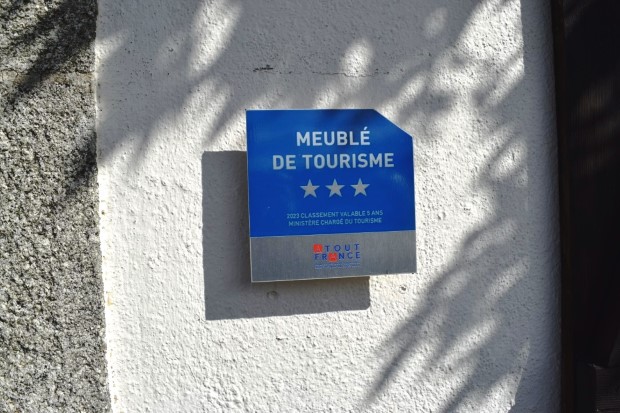 MEUBLÉ
DE TOURISME
2023 CLASSEMENT VALABLE 5 ANS
MINISTÈRE CHARGÉ DU TOURISME
ATOUT
FRANCE